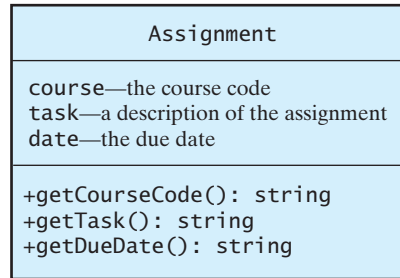 Assignment
course—the course code
task—a description of the assignment
date—the due date
+getCourseCode(): string
+getTask(): string
+getDueDate(): string